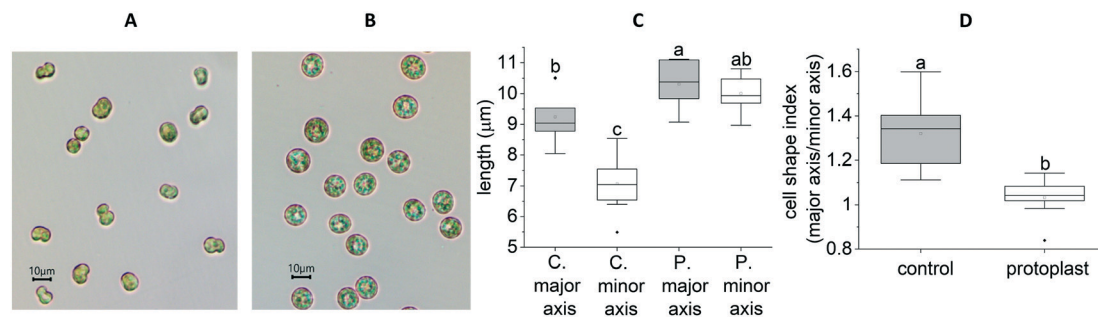 A
B
C
D
10µm
10µm
length (µm)
11
10
9
8
7
6
5
b
c
a
ab
C.
major
axis
C.
minor
axis
P.
major
axis
P.
minor
axis
cell shape index
(major axis/minor axis)
1.6
1.4
1.2
1
0.8
a
b
control
protoplast